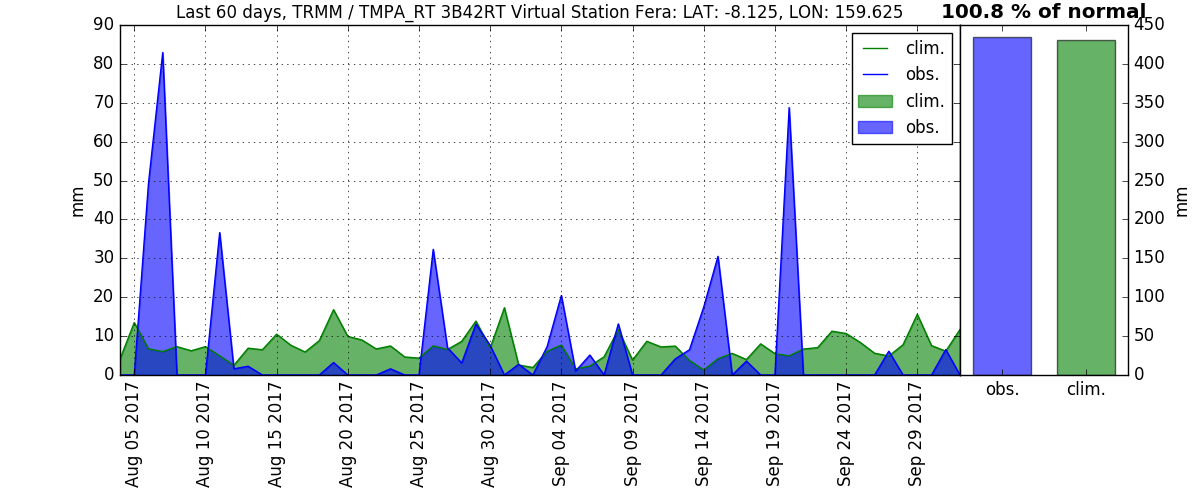 Last 60 days, TRMM / TMPA_RT 3B42RT Virtual Station Fera: LAT: -8.125, LON: 159.625
100.8 % of normal
90
80
70
60
50
40
30
20
10
0
mm
clim.
obs.
clim.
obs.
Aug 05 2017
Aug 10 2017
Aug 15 2017
Aug 20 2017
Aug 25 2017
Aug 30 2017
Sep 04 2017
Sep 09 2017
Sep 14 2017
Sep 19 2017
Sep 24 2017
Sep 29 2017
450
400
350
300
250
200
150
100
50
0
mm
obs.
clim.